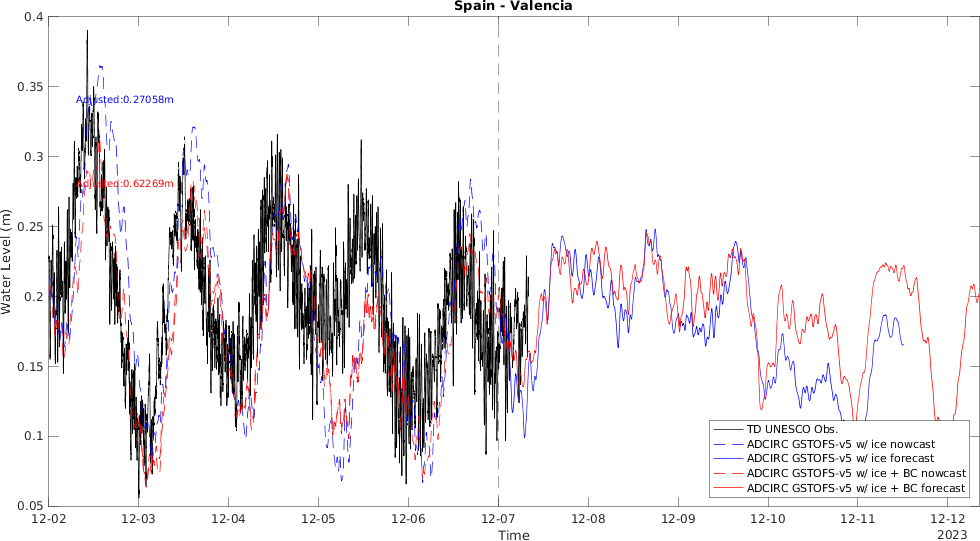 Spain - Valencia
0.4
0.35
Adjusted:0.27058m
0.3
Adjusted:0.62269m
0.25
Water Level (m)
0.2
0.15
0.1
0.05
TD UNESCO Obs.
ADCIRC GSTOFS-v5 w/ ice nowcast
ADCIRC GSTOFS-v5 w/ ice forecast
ADCIRC GSTOFS-v5 w/ ice + BC nowcast
ADCIRC GSTOFS-v5 w/ ice + BC forecast
12-02 12-03 12-04 12-05 12-06 12-07 12-08 12-09 12-10 12-11 12-12
Time
2023